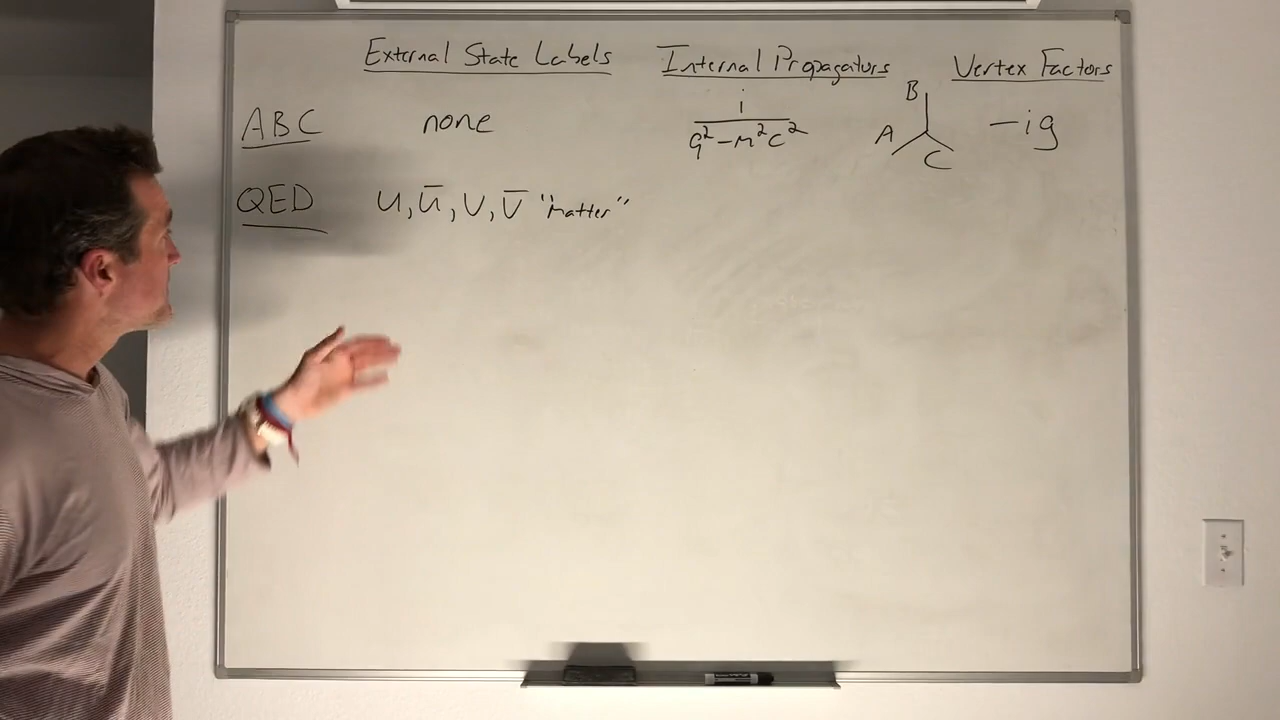 External State Labels Internal Propagators Vertex Factors
ABC none i/(q²-m²c²) A B C -ig
QED u, ū, v, v̄ "matter"